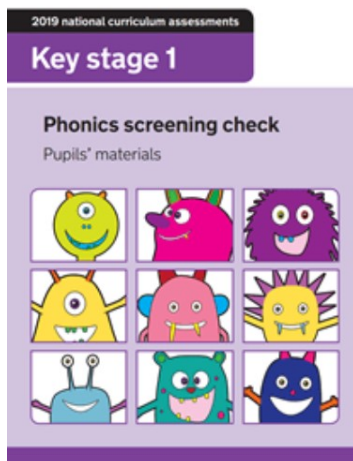 2019 national curriculum assessments
Key stage 1
Phonics screening check
Pupils' materials